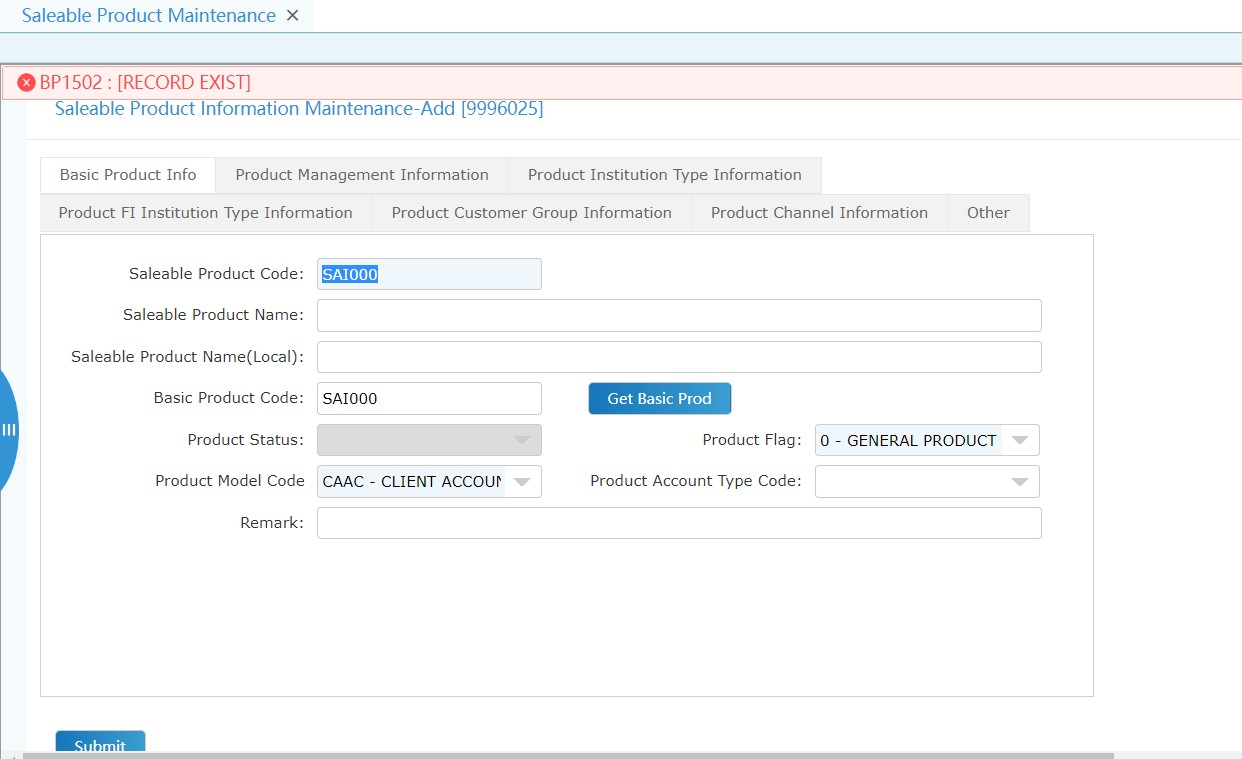 Saleable Product Maintenance ×
BP1502 : [RECORD EXIST]
Saleable Product Information Maintenance-Add [9996025]
Basic Product Info Product Management Information Product Institution Type Information
Product FI Institution Type Information Product Customer Group Information Product Channel Information Other
Saleable Product Code: SAI000
Saleable Product Name:
Saleable Product Name(Local):
Basic Product Code: SAI000 Get Basic Prod
Product Status: Product Flag: 0 - GENERAL PRODUCT
Product Model Code CAAC - CLIENT ACCOUN Product Account Type Code:
Remark:
Submit